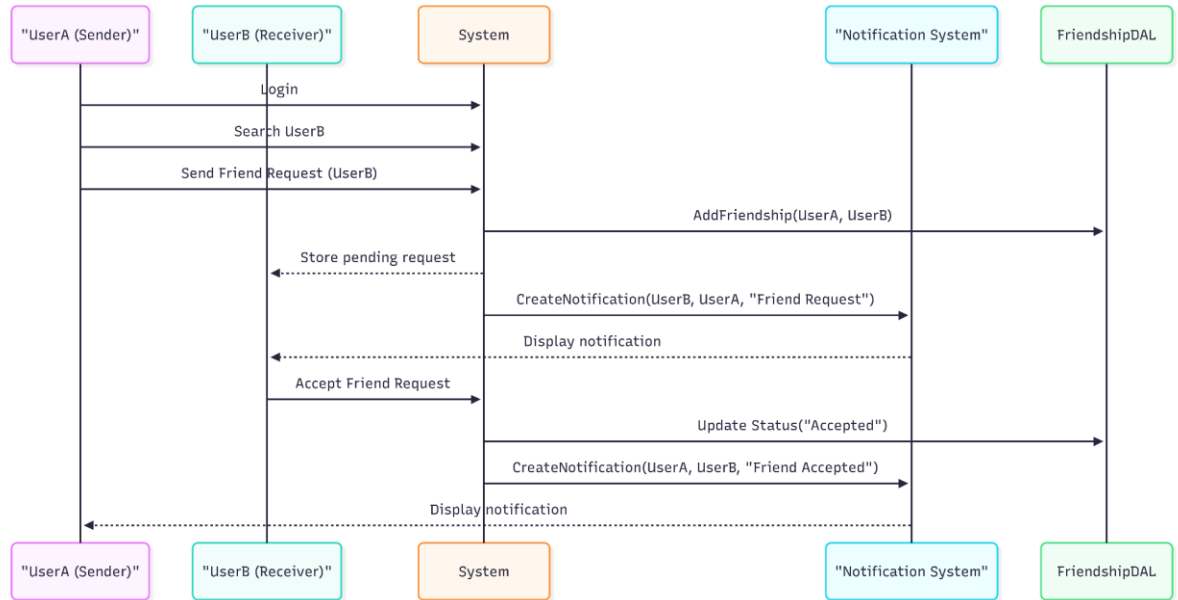 "UserA (Sender)"
"UserB (Receiver)"
System
"Notification System"
FriendshipDAL
Login
Search UserB
Send Friend Request (UserB)
AddFriendship(UserA, UserB)
Store pending request
CreateNotification(UserB, UserA, "Friend Request")
Display notification
Accept Friend Request
Update Status("Accepted")
CreateNotification(UserA, UserB, "Friend Accepted")
Display notification
"UserA (Sender)"
"UserB (Receiver)"
System
"Notification System"
FriendshipDAL